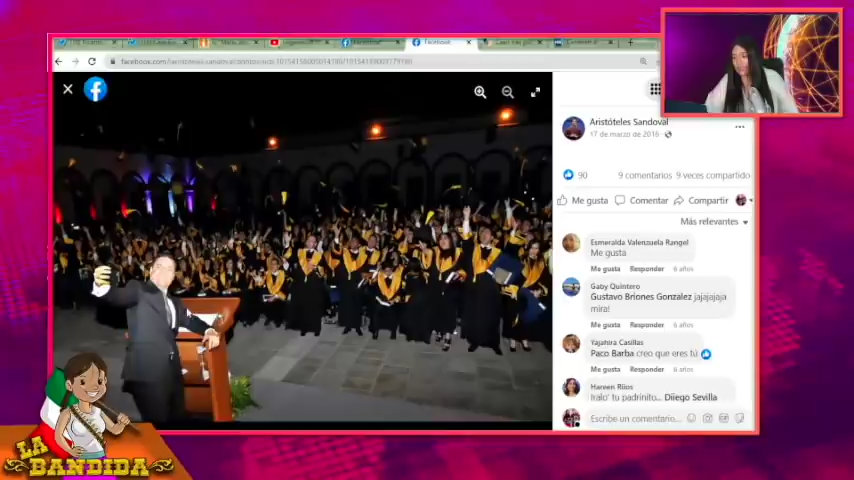 Aristóteles Sandoval
17 de marzo de 2016
90
9 comentarios 9 veces compartido
Me gusta Comentar Compartir
Más relevantes
Esmeralda Valenzuela Rangel
Me gusta
Me gusta Responder 6 años
Gaby Quintero
Gustavo Briones Gonzalez jajajajaja
mira!
Me gusta Responder 6 años
Yajahira Casillas
Paco Barba creo que eres tú
Me gusta Responder 6 años
Hareen Riios
Iralo' tu padrinito... Diiego Sevilla
Escribe un comentario...
LA
BANDIDA